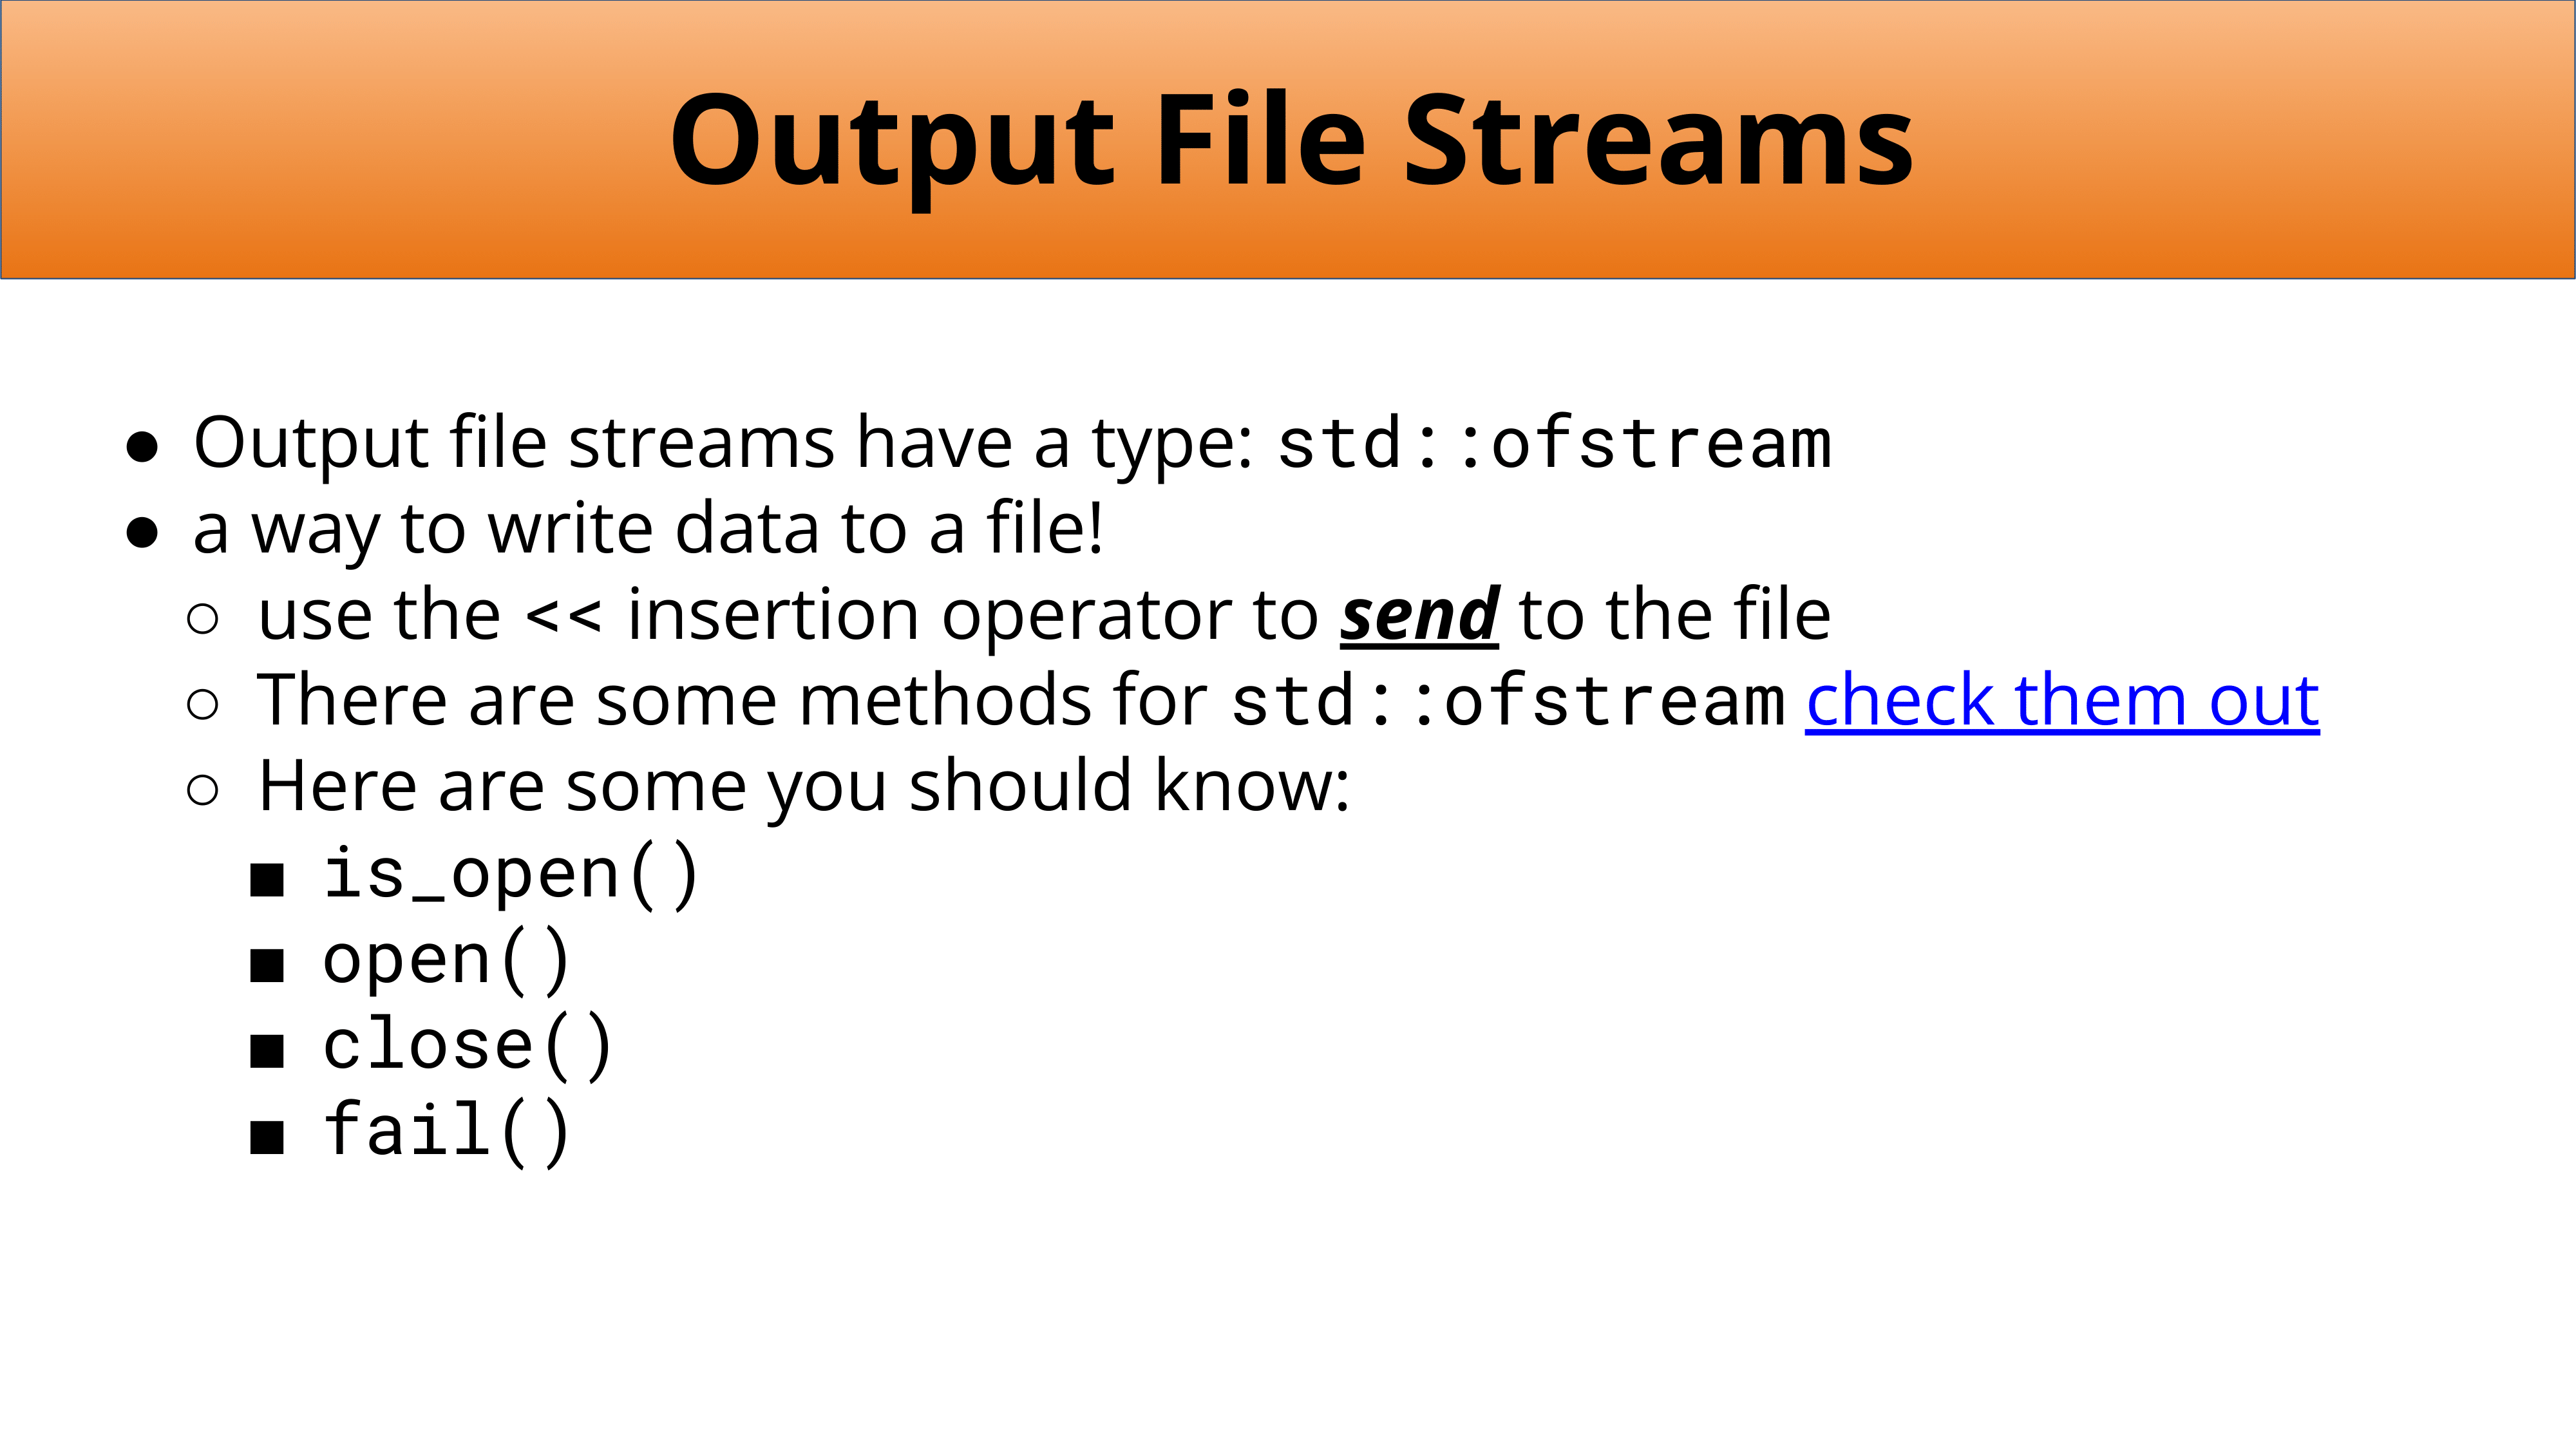 Output File Streams
● Output file streams have a type: std::ofstream
● a way to write data to a file!
○ use the << insertion operator to send to the file
○ There are some methods for std::ofstream check them out
○ Here are some you should know:
■ is_open()
■ open()
■ close()
■ fail()